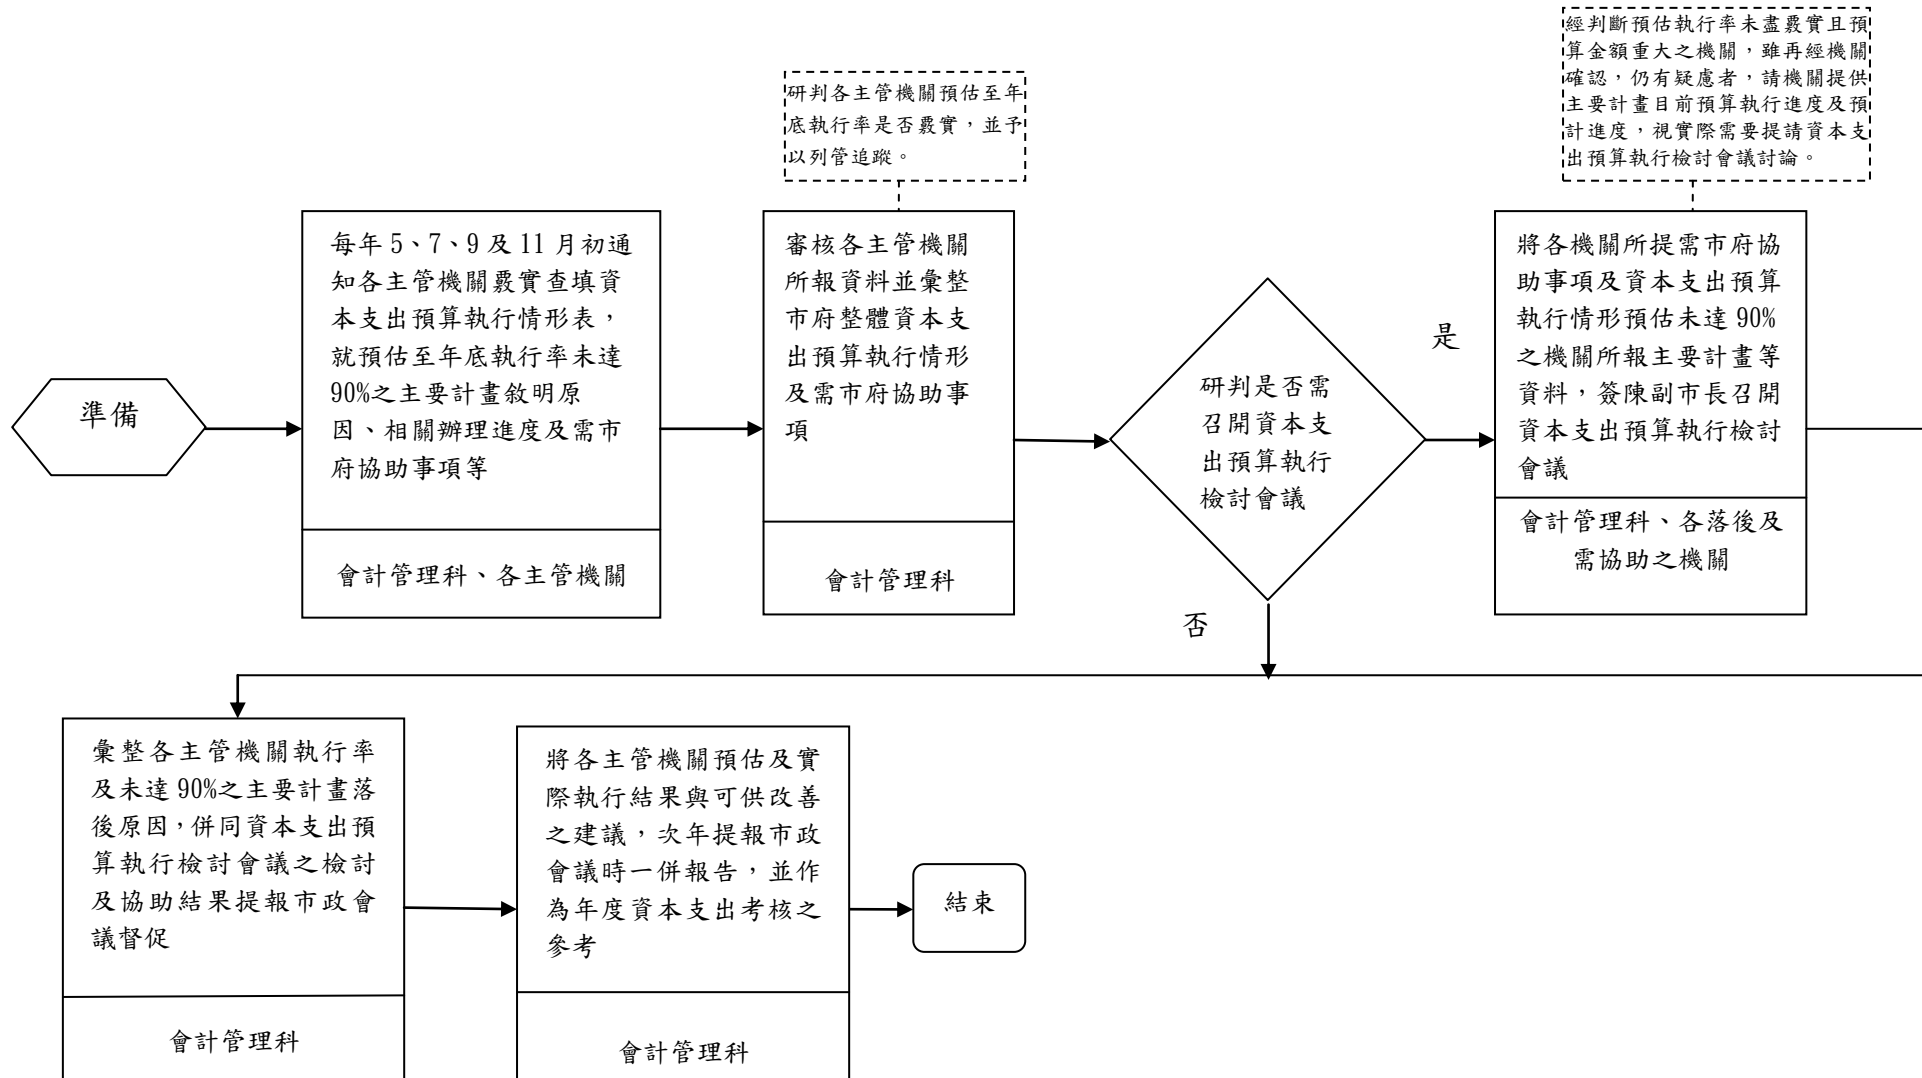 準備
每年 5、7、9 及 11 月初通
知各主管機關覈實查填資
本支出預算執行情形表，
就預估至年底執行率未達
90%之主要計畫敘明原
因、相關辦理進度及需市
府協助事項等
會計管理科、各主管機關
研判各主管機關預估至年
底執行率是否覈實，並予
以列管追蹤。
審核各主管機關
所報資料並彙整
市府整體資本支
出預算執行情形
及需市府協助事
項
會計管理科
研判是否需
召開資本支
出預算執行
檢討會議
是
否
經判斷預估執行率未盡覈實且預
算金額重大之機關，雖再經機關
確認，仍有疑慮者，請機關提供
主要計畫目前預算執行進度及預
計進度，視實際需要提請資本支
出預算執行檢討會議討論。
將各機關所提需市府協
助事項及資本支出預算
執行情形預估未達 90%
之機關所報主要計畫等
資料，簽陳副市長召開
資本支出預算執行檢討
會議
會計管理科、各落後及
需協助之機關
彙整各主管機關執行率
及未達 90%之主要計畫落
後原因，併同資本支出預
算執行檢討會議之檢討
及協助結果提報市政會
議督促
會計管理科
將各主管機關預估及實
際執行結果與可供改善
之建議，次年提報市政
會議時一併報告，並作
為年度資本支出考核之
參考
會計管理科
結束